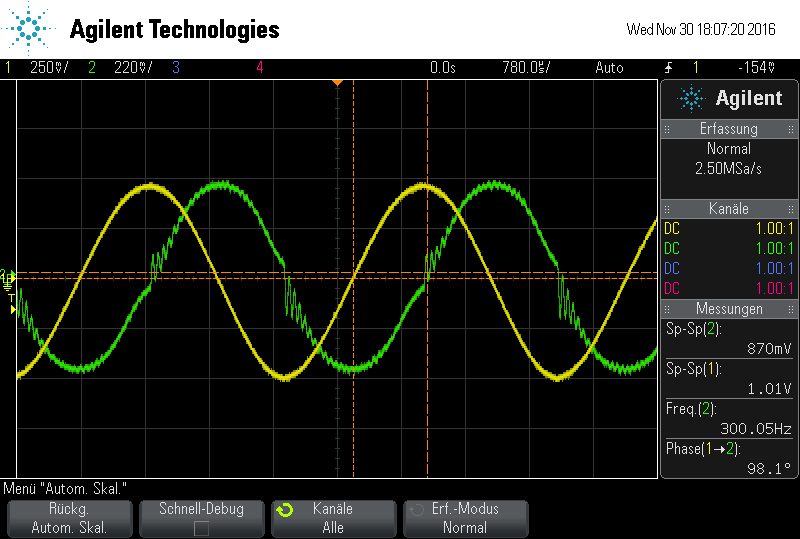 Agilent Technologies
Wed Nov 30 18:07:20 2016
1 250mV/ 2 220mV/ 3 4 0.0s 780.0us/ Auto 1 -154mV
Agilent
Erfassung
Normal
2.50MSa/s
Kanäle
DC 1.00:1
DC 1.00:1
DC 1.00:1
DC 1.00:1
Messungen
Sp-Sp(2):
870mV
Sp-Sp(1):
1.01V
Freq.(2):
300.05Hz
Phase(1→2):
98.1°
Menü "Autom. Skal."
Rückg.
Autom. Skal.
Schnell-Debug
Kanäle
Alle
Erf.-Modus
Normal